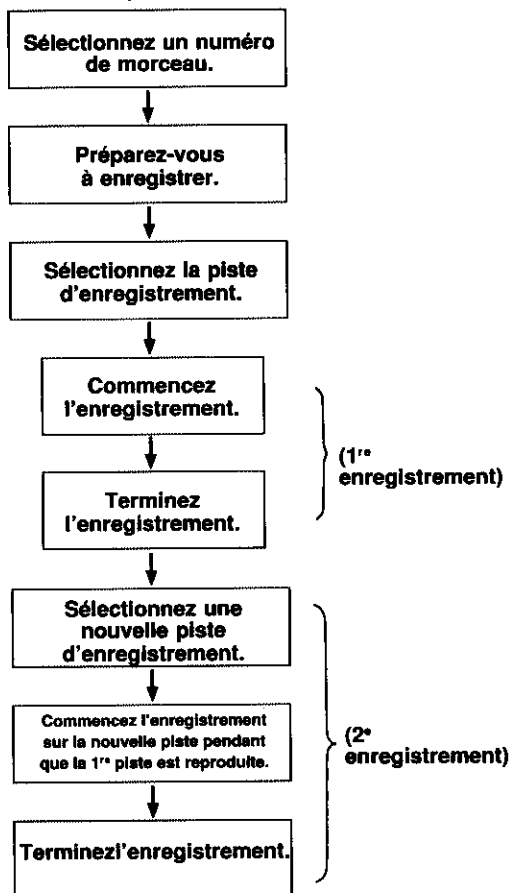 Sélectionnez un numéro
de morceau.
Préparez-vous
à enregistrer.
Sélectionnez la piste
d'enregistrement.
Commencez
l'enregistrement.
Terminez
l'enregistrement.
(1re
enregistrement)
Sélectionnez une
nouvelle piste
d'enregistrement.
Commencez l'enregistrement
sur la nouvelle piste pendant
que la 1re piste est reproduite.
Terminezl'enregistrement.
(2e
enregistrement)